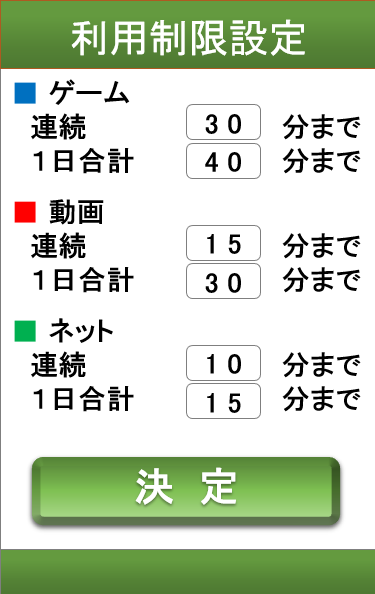 利用制限設定
■ ゲーム
連続 30 分まで
1日合計 40 分まで
■ 動画
連続 15 分まで
1日合計 30 分まで
■ ネット
連続 10 分まで
1日合計 15 分まで
決 定